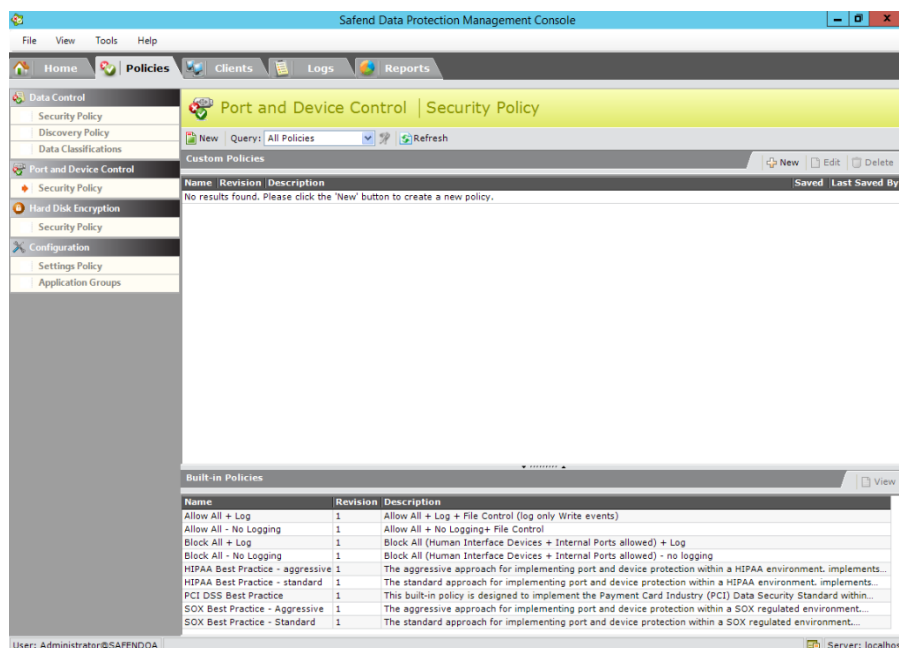 Safend Data Protection Management Console
File View Tools Help
Home Policies Clients Logs Reports
Data Control
Security Policy
Discovery Policy
Data Classifications
Port and Device Control
Security Policy
Hard Disk Encryption
Security Policy
Configuration
Settings Policy
Application Groups
Port and Device Control | Security Policy
New Query: All Policies Refresh
Custom Policies New Edit Delete
Name Revision Description Saved Last Saved By
No results found. Please click the 'New' button to create a new policy.
Built-in Policies View
Name Revision Description
Allow All + Log 1 Allow All + Log + File Control (log only Write events)
Allow All - No Logging 1 Allow All + No Logging+ File Control
Block All + Log 1 Block All (Human Interface Devices + Internal Ports allowed) + Log
Block All - No Logging 1 Block All (Human Interface Devices + Internal Ports allowed) - no logging
HIPAA Best Practice - aggressive 1 The aggressive approach for implementing port and device protection within a HIPAA environment. implements...
HIPAA Best Practice - standard 1 The standard approach for implementing port and device protection within a HIPAA environment. implements...
PCI DSS Best Practice 1 This built-in policy is designed to implement the Payment Card Industry (PCI) Data Security Standard within...
SOX Best Practice - Aggressive 1 The aggressive approach for implementing port and device protection within a SOX regulated environment....
SOX Best Practice - Standard 1 The standard approach for implementing port and device protection within a SOX regulated environment....
User: Administrator@SAFENDQA Server: localhos